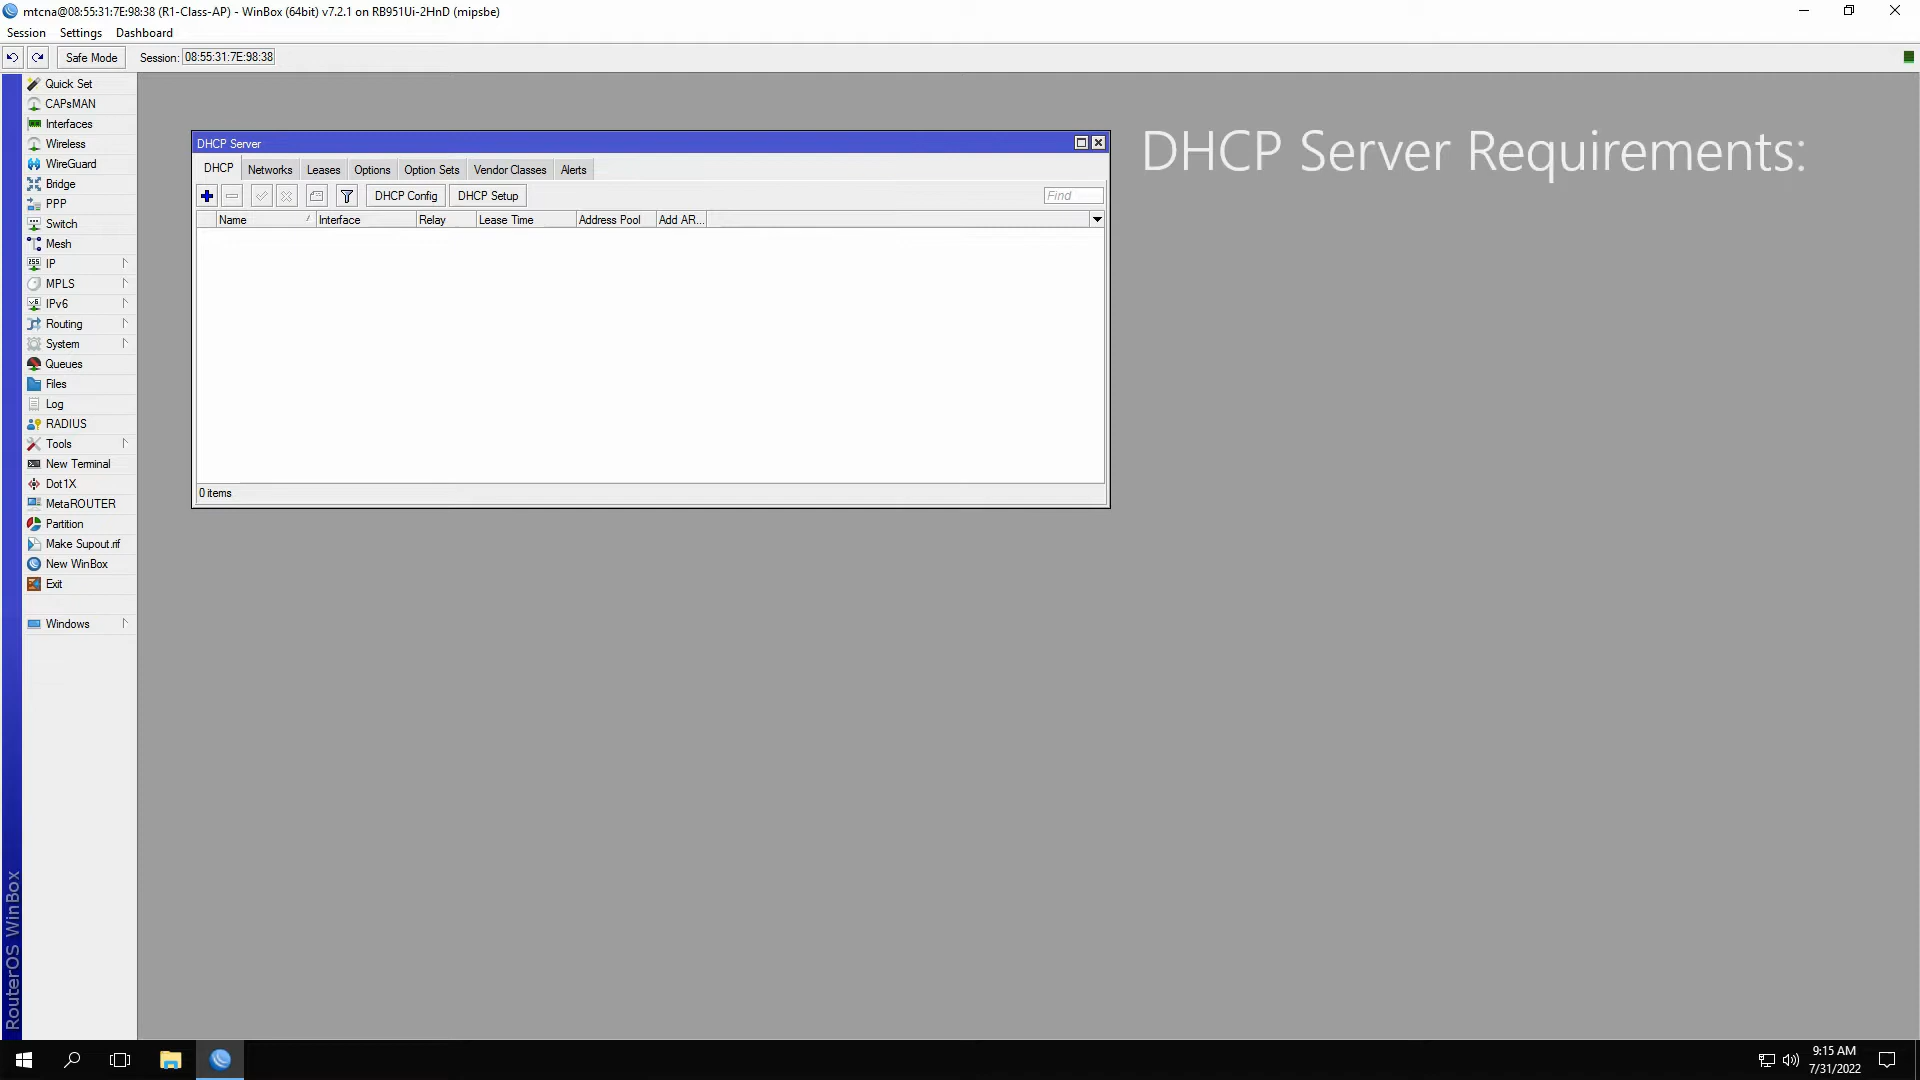 mtcna@08:55:31:7E:98:38 (R1-Class-AP) - WinBox (64bit) v7.2.1 on RB951Ui-2HnD (mipsbe)
Session Settings Dashboard
Safe Mode Session: 08:55:31:7E:98:38
Quick Set
CAPsMAN
Interfaces
Wireless
WireGuard
Bridge
PPP
Switch
Mesh
IP
MPLS
IPv6
Routing
System
Queues
Files
Log
RADIUS
Tools
New Terminal
Dot1X
MetaROUTER
Partition
Make Supout.rif
New WinBox
Exit
Windows
RouterOS WinBox
DHCP Server
DHCP Networks Leases Options Option Sets Vendor Classes Alerts
DHCP Config DHCP Setup Find
Name Interface Relay Lease Time Address Pool Add AR...
0 items
DHCP Server Requirements:
9:15 AM
7/31/2022